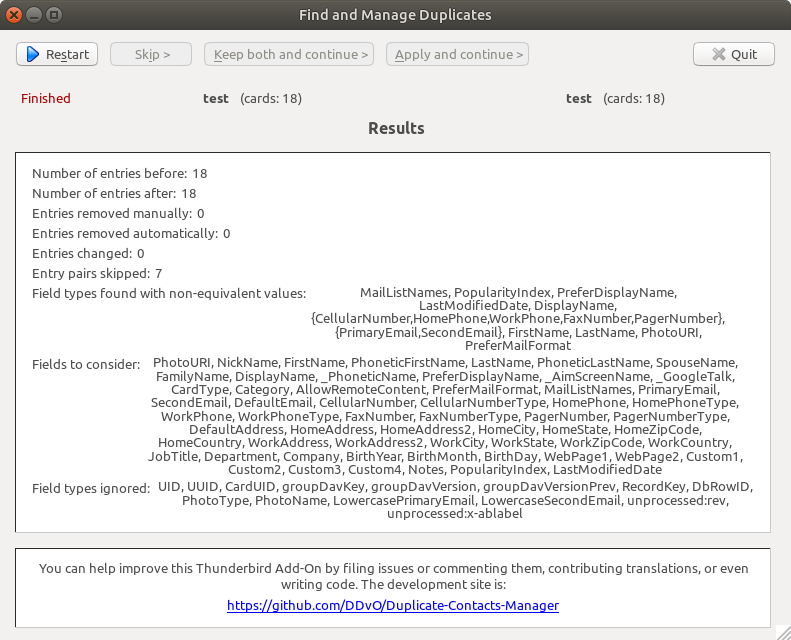 Find and Manage Duplicates
Restart Skip > Keep both and continue > Apply and continue > Quit
Finished test (cards: 18) test (cards: 18)
Results
Number of entries before: 18
Number of entries after: 18
Entries removed manually: 0
Entries removed automatically: 0
Entries changed: 0
Entry pairs skipped: 7
Field types found with non-equivalent values: MailListNames, PopularityIndex, PreferDisplayName,
LastModifiedDate, DisplayName,
{CellularNumber,HomePhone,WorkPhone,FaxNumber,PagerNumber},
{PrimaryEmail,SecondEmail}, FirstName, LastName, PhotoURI,
PreferMailFormat
Fields to consider: PhotoURI, NickName, FirstName, PhoneticFirstName, LastName, PhoneticLastName, SpouseName,
FamilyName, DisplayName, _PhoneticName, PreferDisplayName, _AimScreenName, _GoogleTalk,
CardType, Category, AllowRemoteContent, PreferMailFormat, MailListNames, PrimaryEmail,
SecondEmail, DefaultEmail, CellularNumber, CellularNumberType, HomePhone, HomePhoneType,
WorkPhone, WorkPhoneType, FaxNumber, FaxNumberType, PagerNumber, PagerNumberType,
DefaultAddress, HomeAddress, HomeAddress2, HomeCity, HomeState, HomeZipCode,
HomeCountry, WorkAddress, WorkAddress2, WorkCity, WorkState, WorkZipCode, WorkCountry,
JobTitle, Department, Company, BirthYear, BirthMonth, BirthDay, WebPage1, WebPage2, Custom1,
Custom2, Custom3, Custom4, Notes, PopularityIndex, LastModifiedDate
Field types ignored: UID, UUID, CardUID, groupDavKey, groupDavVersion, groupDavVersionPrev, RecordKey, DbRowID,
PhotoType, PhotoName, LowercasePrimaryEmail, LowercaseSecondEmail, unprocessed:rev,
unprocessed:x-ablabel
You can help improve this Thunderbird Add-On by filing issues or commenting them, contributing translations, or even
writing code. The development site is:
https://github.com/DDvO/Duplicate-Contacts-Manager